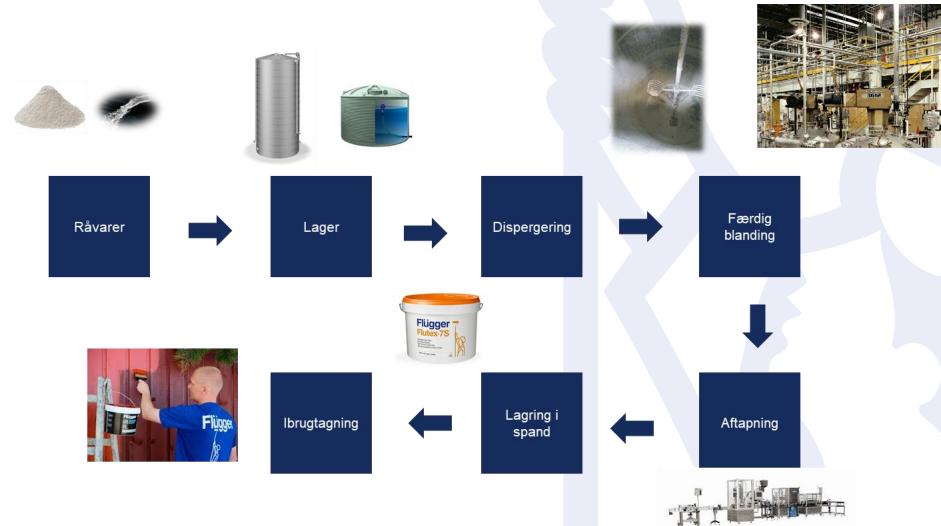 Råvarer
Lager
Dispergering
Færdig
blanding
Flügger
Flutex-7S
Flügger
Ibrugtagning
Lagring i
spand
Aftapning